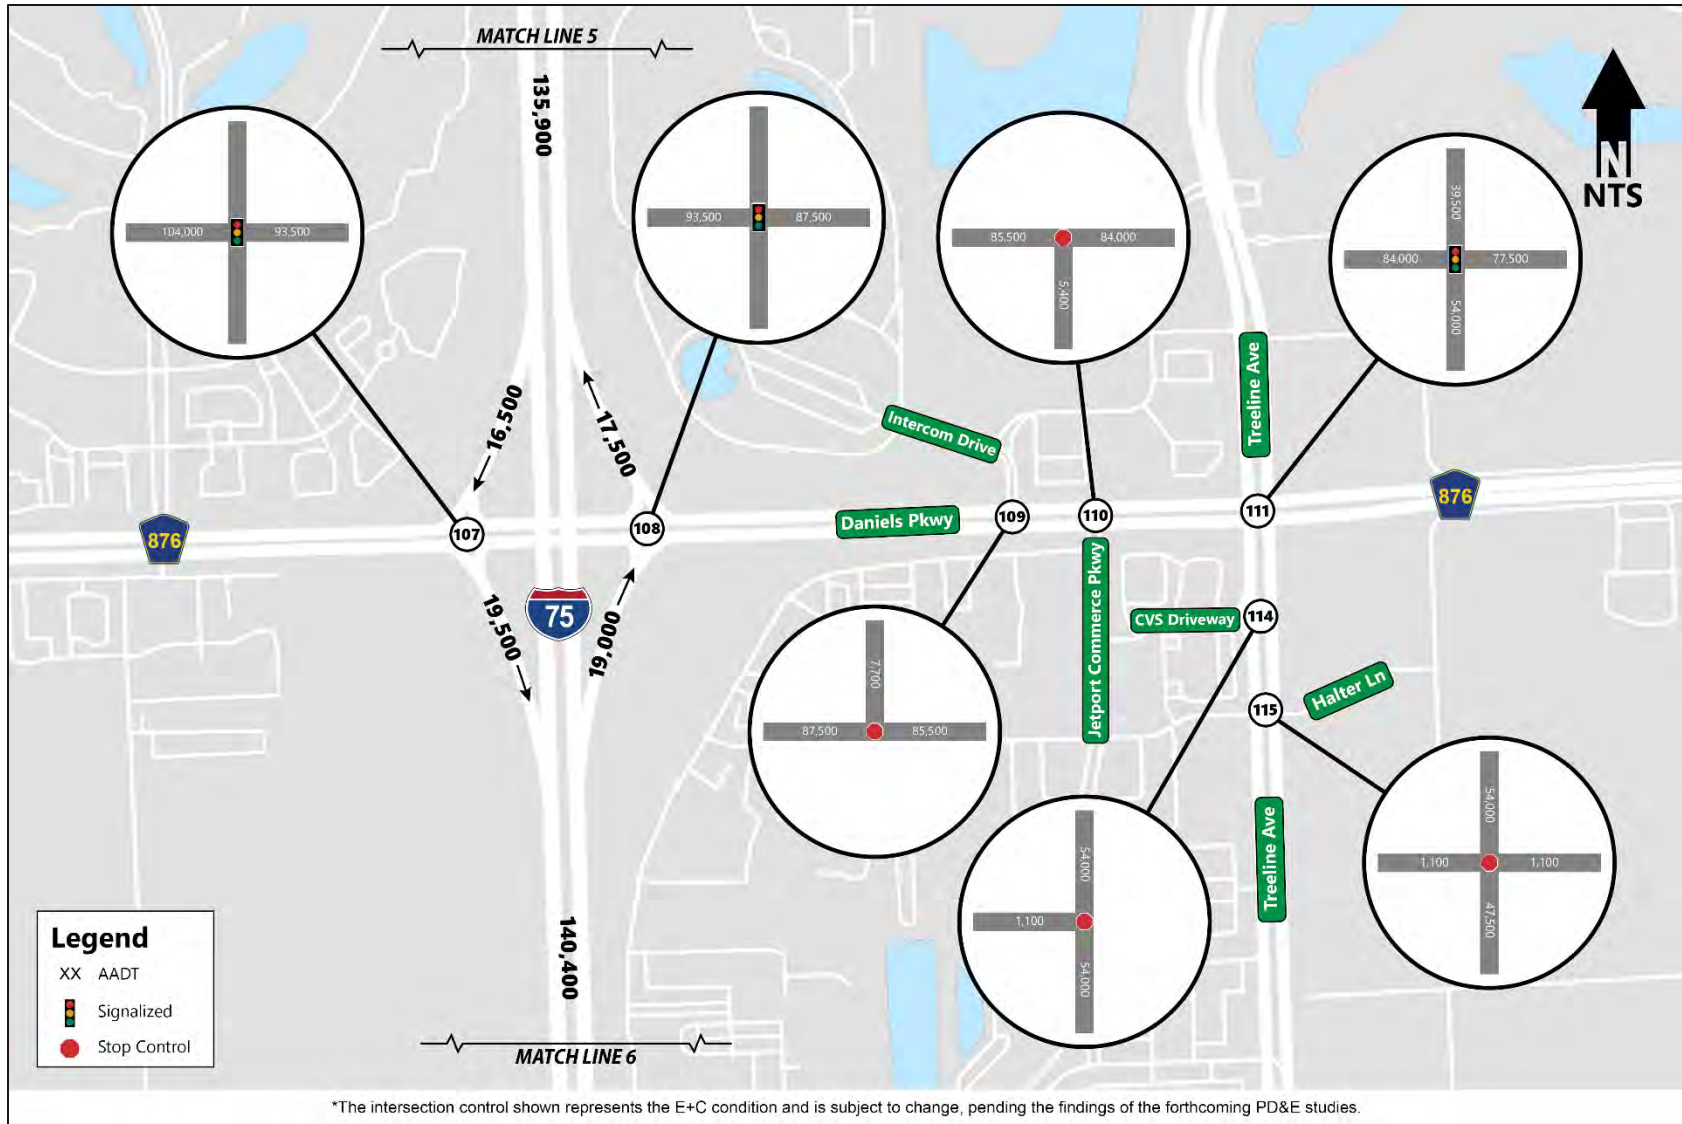 MATCH LINE 5
135,900
N
NTS
104,000
93,500
93,500
87,500
85,500
84,000
5,400
39,500
84,000
77,500
54,000
16,500
17,500
Intercom Drive
Treeline Ave
876
107
108
Daniels Pkwy
109
110
111
876
19,500
75
19,000
Jetport Commerce Pkwy
CVS Driveway
114
Halter Ln
115
7,700
87,500
85,500
Treeline Ave
54,000
1,100
54,000
54,000
1,100
1,100
47,500
140,400
MATCH LINE 6
Legend
XX AADT
Signalized
Stop Control
*The intersection control shown represents the E+C condition and is subject to change, pending the findings of the forthcoming PD&E studies.